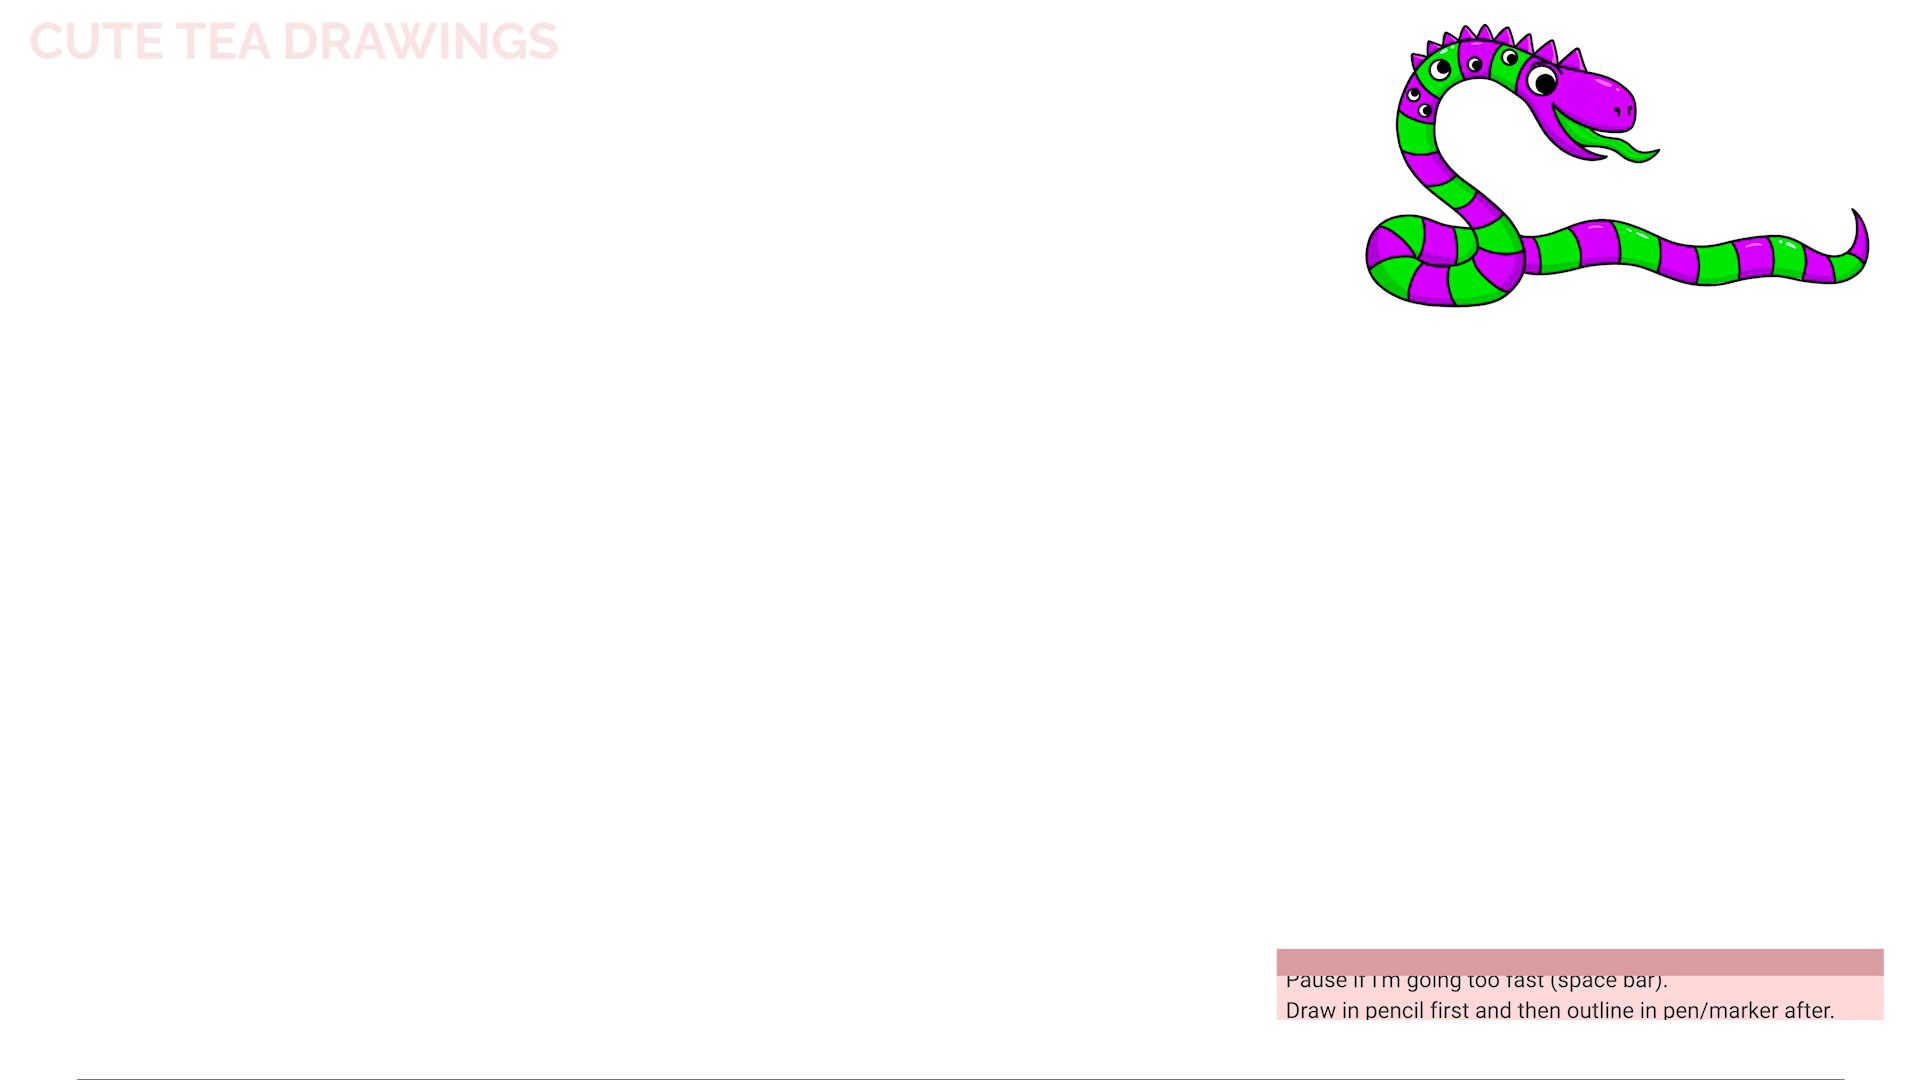 CUTE TEA DRAWINGS
Pause if I'm going too fast (space bar).
Draw in pencil first and then outline in pen/marker after.